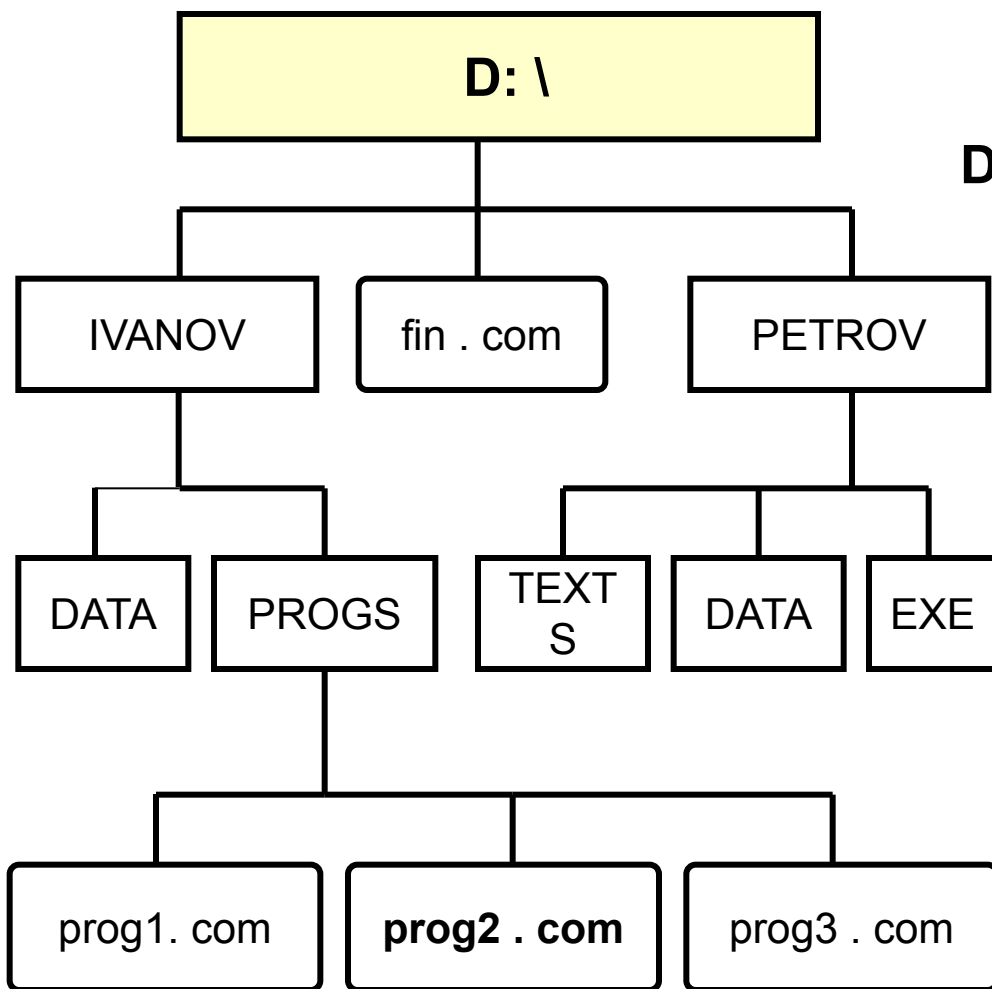 D: \
D
IVANOV
fin . com
PETROV
DATA
PROGS
TEXT
S
DATA
EXE
prog1. com
prog2 . com
prog3 . com